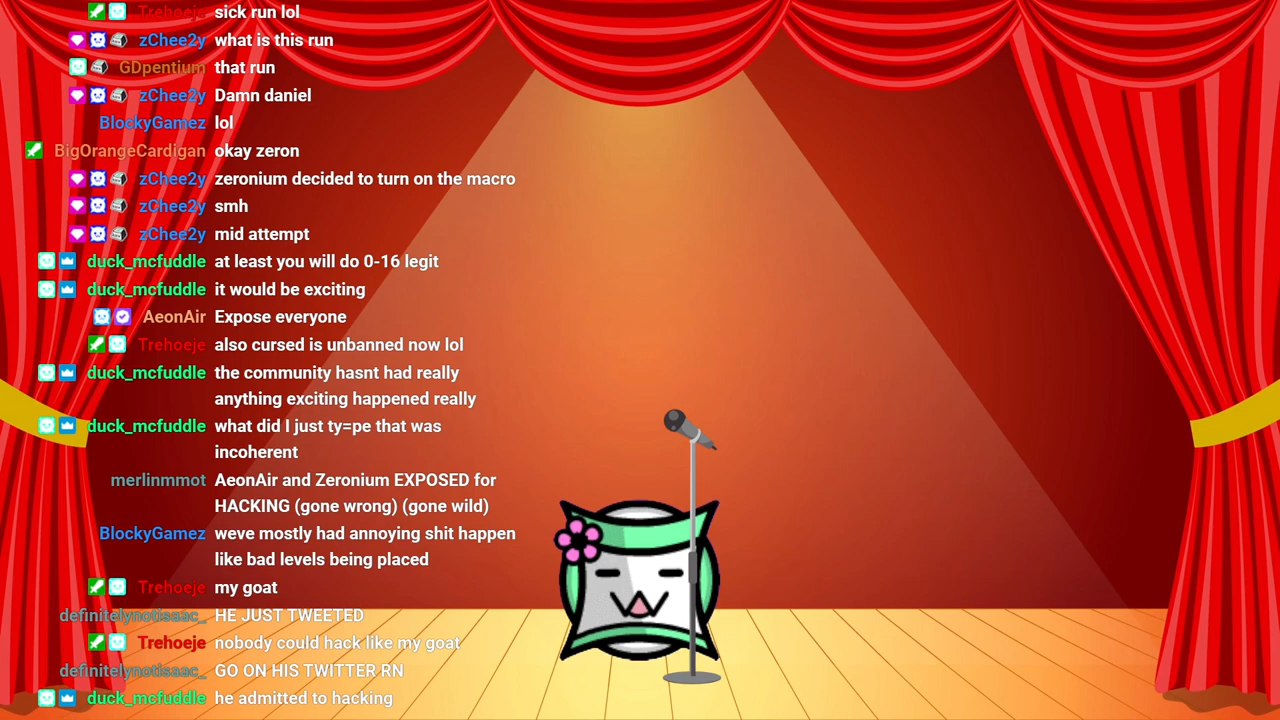 Trehoeje sick run lol
zChee2y what is this run
GDpentium that run
zChee2y Damn daniel
BlockyGamez lol
BigOrangeCardigan okay zeron
zChee2y zeronium decided to turn on the macro
zChee2y smh
zChee2y mid attempt
duck_mcfuddle at least you will do 0-16 legit
duck_mcfuddle it would be exciting
AeonAir Expose everyone
Trehoeje also cursed is unbanned now lol
duck_mcfuddle the community hasnt had really
anything exciting happened really
duck_mcfuddle what did I just ty=pe that was
incoherent
merlinmmot AeonAir and Zeronium EXPOSED for
HACKING (gone wrong) (gone wild)
BlockyGamez weve mostly had annoying shit happen
like bad levels being placed
Trehoeje my goat
definitelynotisaac_ HE JUST TWEETED
Trehoeje nobody could hack like my goat
definitelynotisaac_ GO ON HIS TWITTER RN
duck_mcfuddle he admitted to hacking